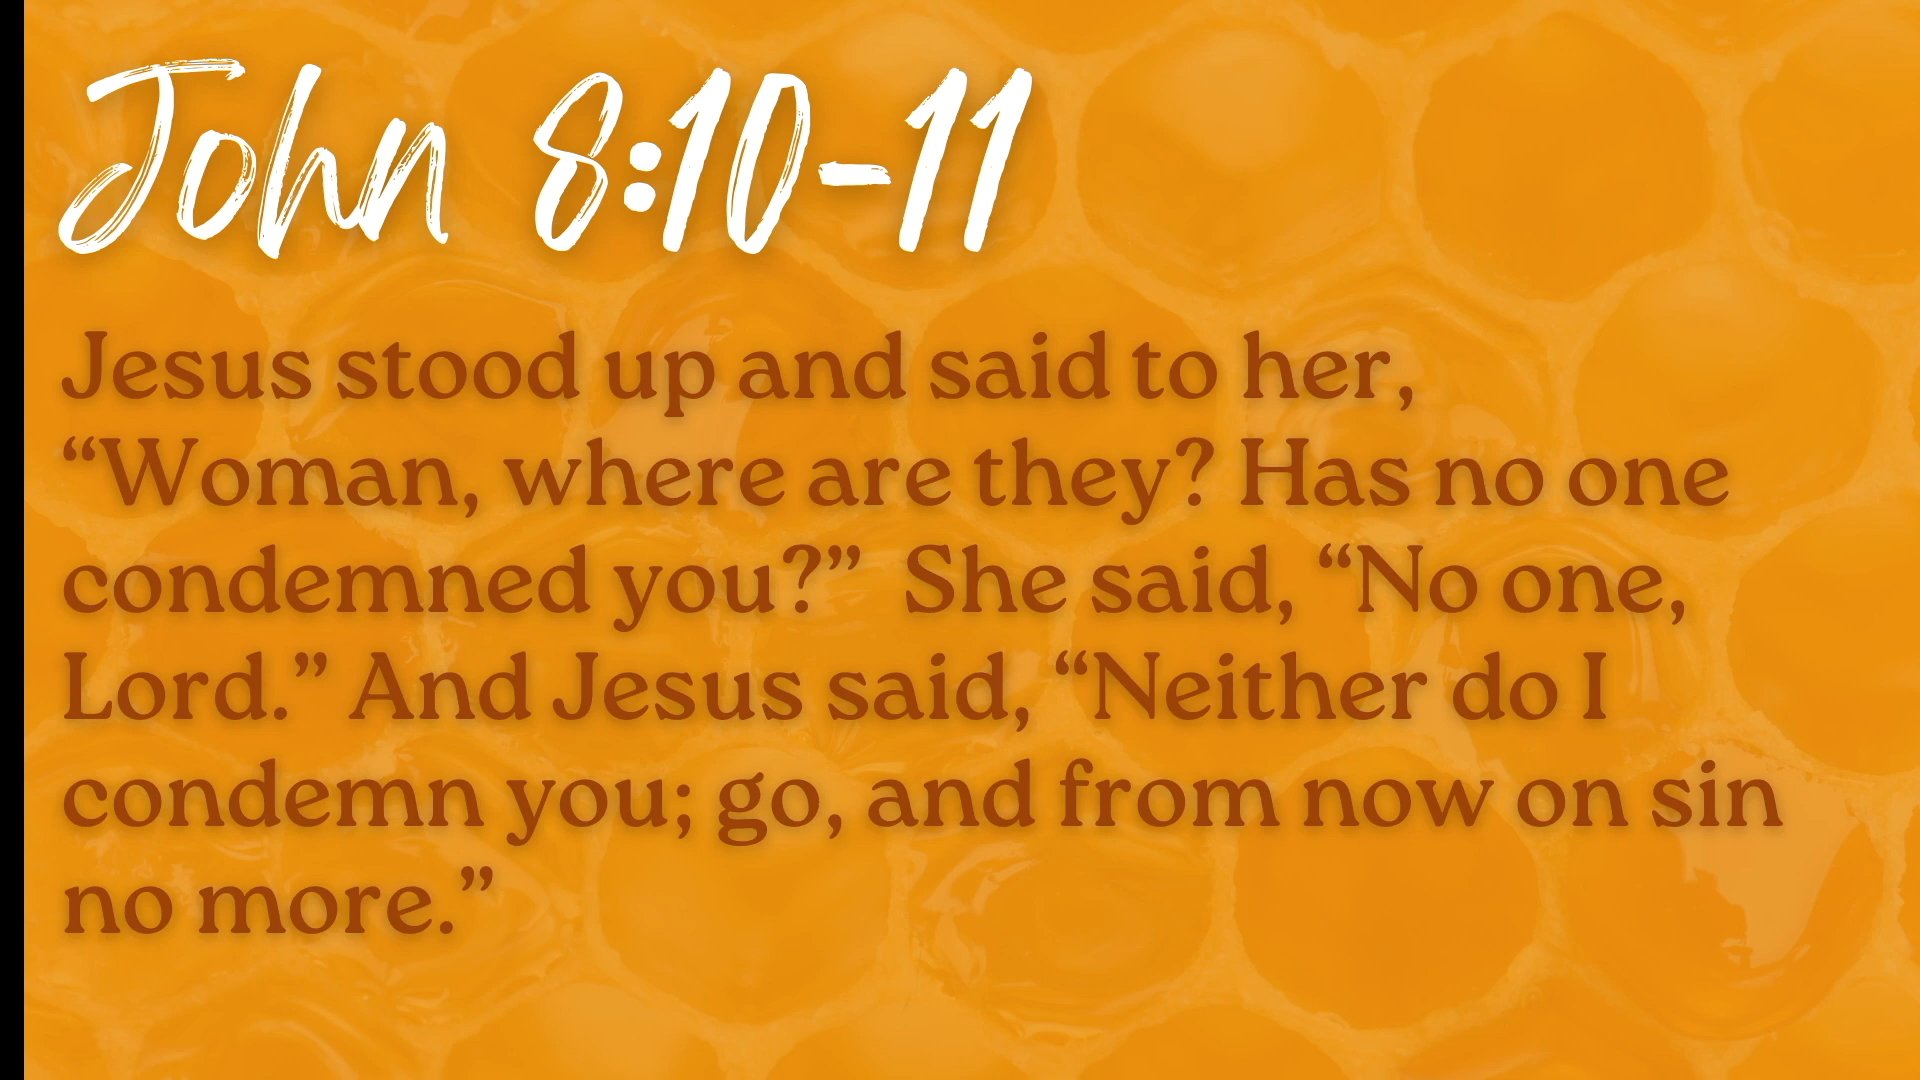 John 8:10-11
Jesus stood up and said to her,
“Woman, where are they? Has no one
condemned you?”  She said, “No one,
Lord.” And Jesus said, “Neither do I
condemn you; go, and from now on sin
no more.”